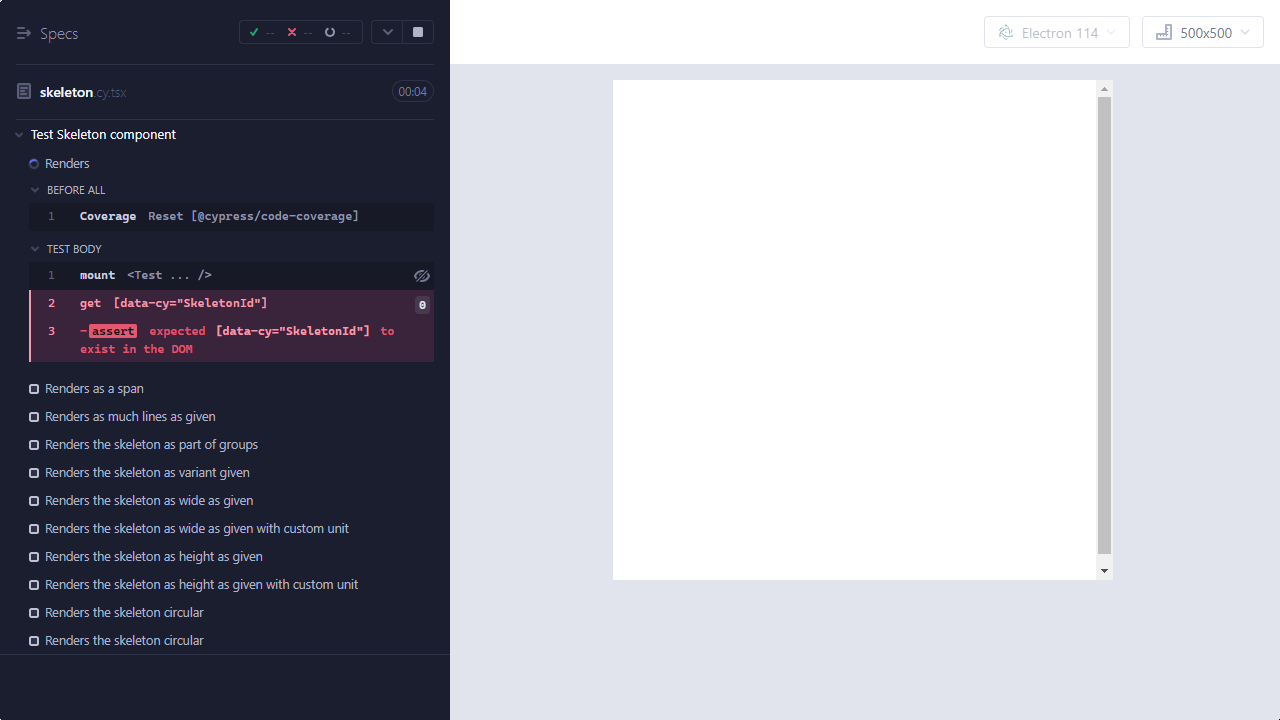 Specs
-- -- --
Electron 114
500x500
skeleton.cy.tsx
00:04
Test Skeleton component
Renders
BEFORE ALL
1 Coverage Reset [@cypress/code-coverage]
TEST BODY
1 mount <Test ... />
2 get [data-cy="SkeletonId"] 0
3 -assert expected [data-cy="SkeletonId"] to
exist in the DOM
Renders as a span
Renders as much lines as given
Renders the skeleton as part of groups
Renders the skeleton as variant given
Renders the skeleton as wide as given
Renders the skeleton as wide as given with custom unit
Renders the skeleton as height as given
Renders the skeleton as height as given with custom unit
Renders the skeleton circular
Renders the skeleton circular